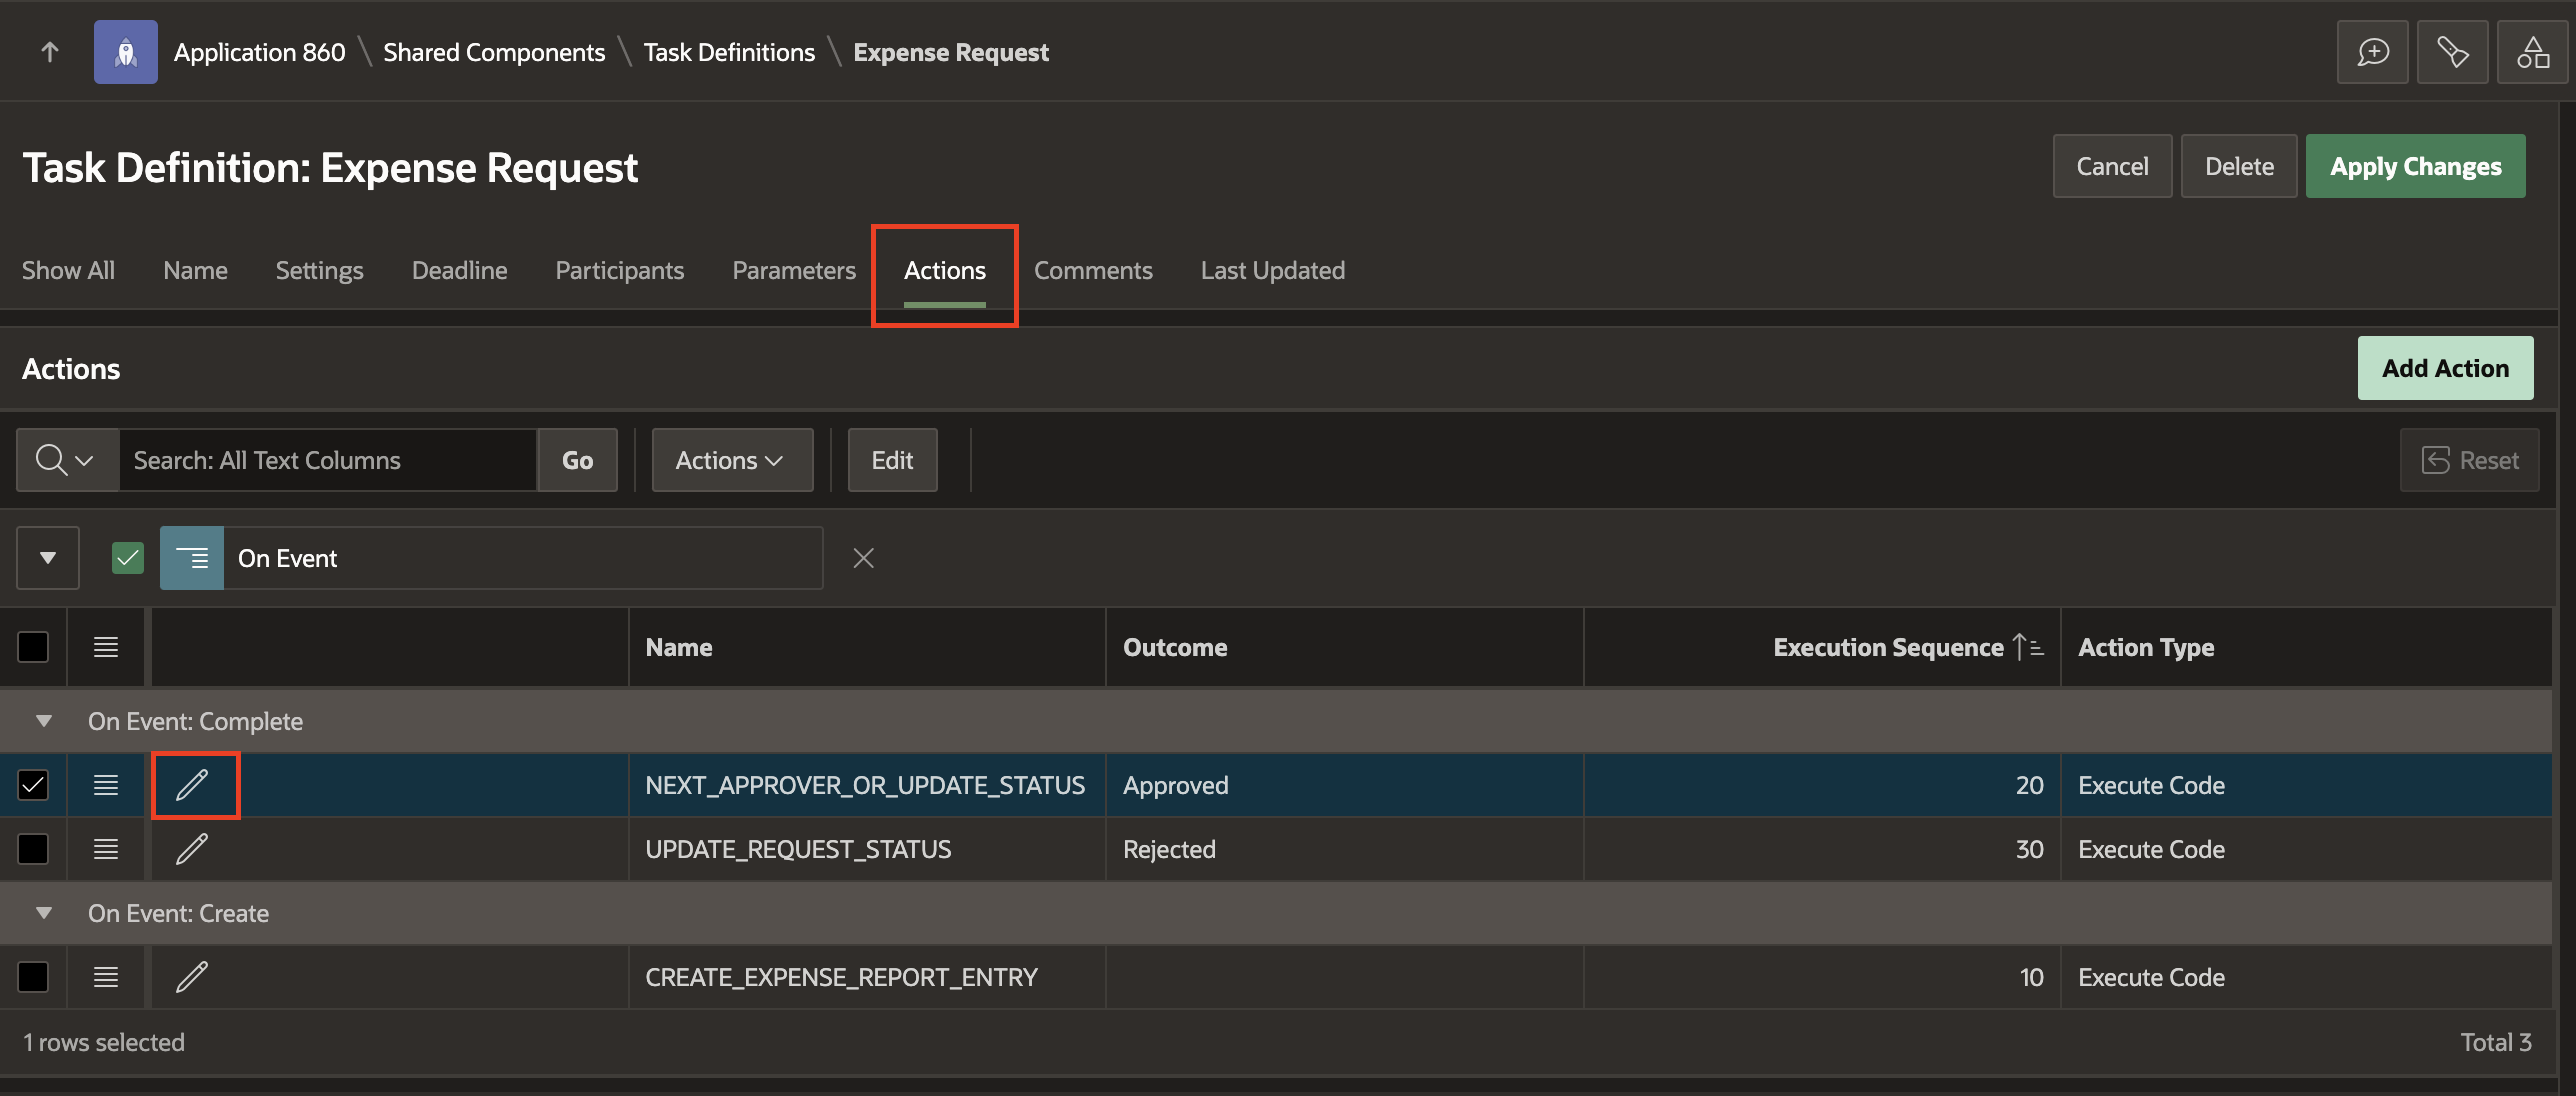 Application 860 \ Shared Components \ Task Definitions \ Expense Request
Task Definition: Expense Request
Cancel
Delete
Apply Changes
Show All
Name
Settings
Deadline
Participants
Parameters
Actions
Comments
Last Updated
Actions
Add Action
Search: All Text Columns
Go
Actions
Edit
Reset
On Event
Name
Outcome
Execution Sequence
Action Type
On Event: Complete
NEXT_APPROVER_OR_UPDATE_STATUS Approved 20 Execute Code
UPDATE_REQUEST_STATUS Rejected 30 Execute Code
On Event: Create
CREATE_EXPENSE_REPORT_ENTRY 10 Execute Code
1 rows selected
Total 3